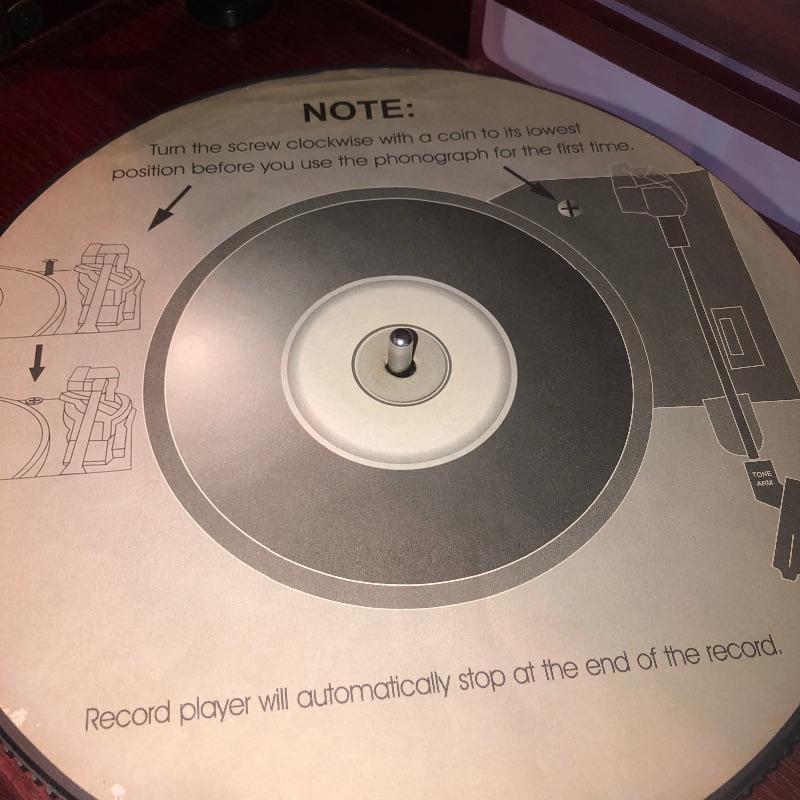 NOTE:
Turn the screw clockwise with a coin to its lowest
position before you use the phonograph for the first time.
TONE
ARM
Record player will automatically stop at the end of the record.